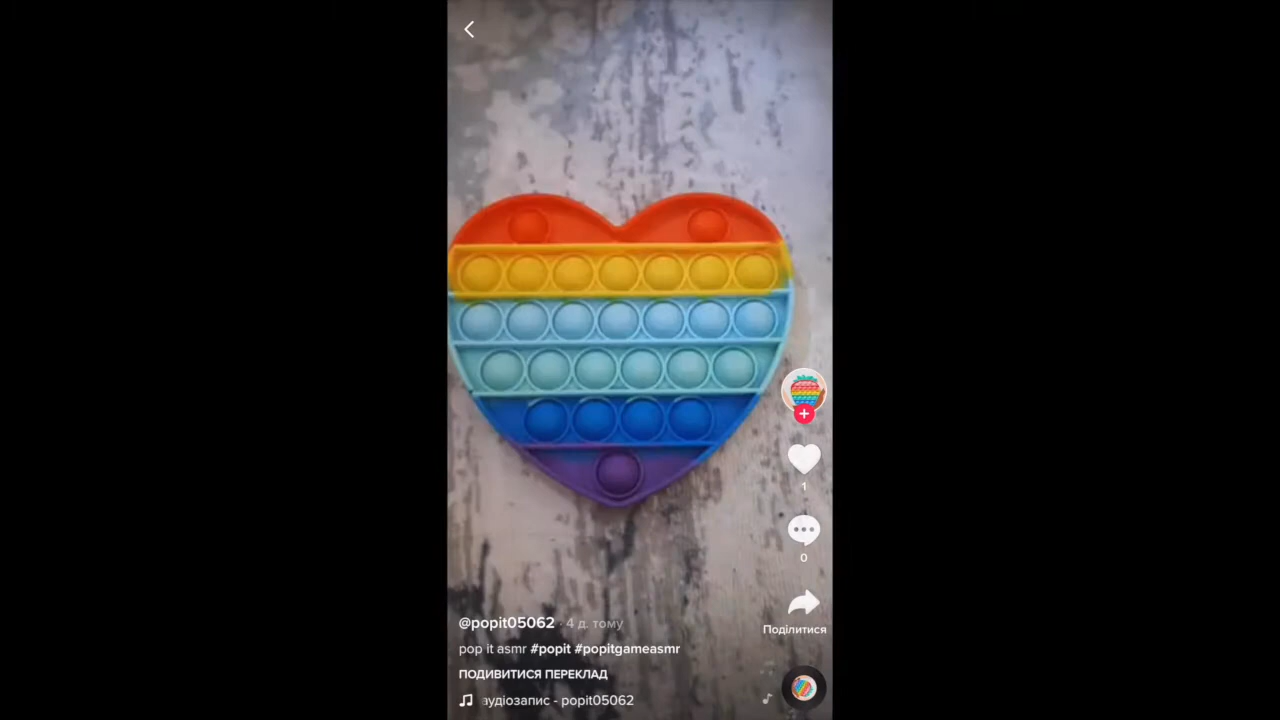 1
0
Поділитися
@popit05062 · 4 д. тому
pop it asmr #popit #popitgameasmr
ПОДИВИТИСЯ ПЕРЕКЛАД
аудіозапис - popit05062